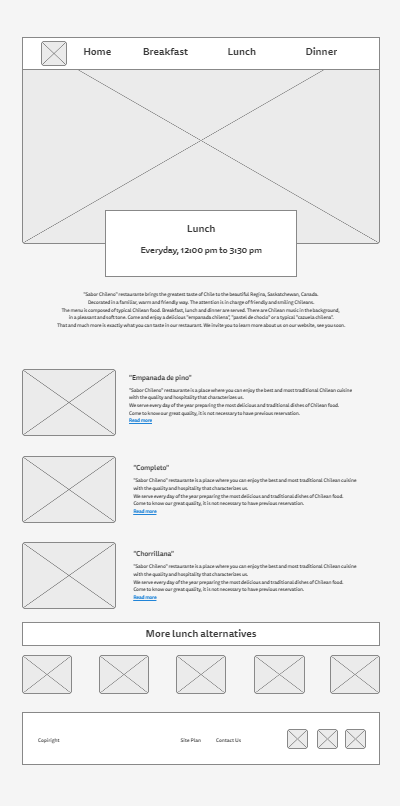 Home Breakfast Lunch Dinner
Lunch
Everyday, 12:00 pm to 3:30 pm
"Sabor Chileno" restaurante brings the greatest taste of Chile to the beautiful Regina, Saskatchewan, Canada.
Decorated in a familiar, warm and friendly way. The attention is in charge of friendly and smiling Chileans.
The menu is composed of typical Chilean food. Breakfast, lunch and dinner are served. There are Chilean music in the background,
in a pleasant and soft tone. Come and enjoy a delicious "empanada chilena", "pastel de choclo" or a typical "cazuela chilena".
That and much more is exactly what you can taste in our restaurant. We invite you to learn more about us on our website, see you soon.
"Empanada de pino"
"Sabor Chileno" restaurant is a place where you can enjoy the best and most traditional Chilean cuisine
with the quality and hospitality that characterizes us.
We serve every day of the year preparing the most delicious and traditional dishes of Chilean food.
Come to know our great quality, it is not necessary to have previous reservation.
Read more
"Completo"
"Sabor Chileno" restaurant is a place where you can enjoy the best and most traditional Chilean cuisine
with the quality and hospitality that characterizes us.
We serve every day of the year preparing the most delicious and traditional dishes of Chilean food.
Come to know our great quality, it is not necessary to have previous reservation.
Read more
"Chorrillana"
"Sabor Chileno" restaurant is a place where you can enjoy the best and most traditional Chilean cuisine
with the quality and hospitality that characterizes us.
We serve every day of the year preparing the most delicious and traditional dishes of Chilean food.
Come to know our great quality, it is not necessary to have previous reservation.
Read more
More lunch alternatives
Copiright Site Plan Contact Us